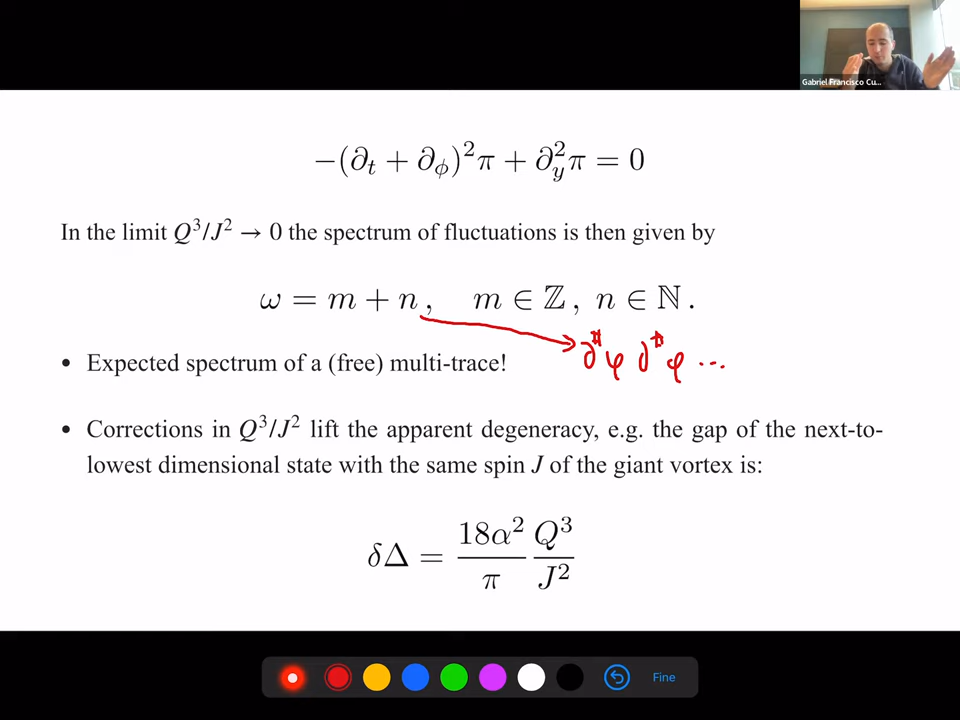 Gabriel Francisco Cu...
−(∂_t + ∂_ϕ)²π + ∂_y²π = 0
In the limit Q³/J² → 0 the spectrum of fluctuations is then given by
ω = m + n, m ∈ ℤ, n ∈ ℕ.
∂^# φ ∂^# φ ...
• Expected spectrum of a (free) multi-trace!
• Corrections in Q³/J² lift the apparent degeneracy, e.g. the gap of the next-to-
lowest dimensional state with the same spin J of the giant vortex is:
δΔ = \frac{18α²}{π} \frac{Q³}{J²}
Fine